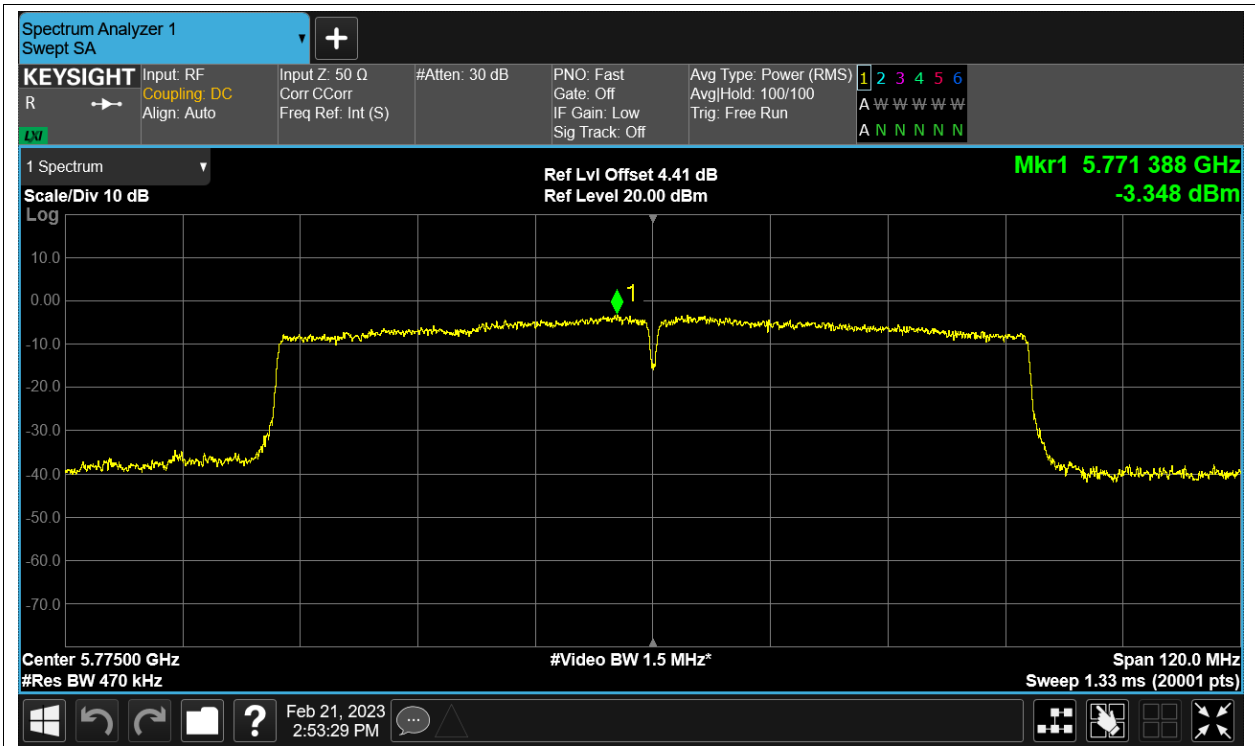 Spectrum Analyzer 1
Swept SA
KEYSIGHT
R
LXI
Input: RF
Coupling: DC
Align: Auto
Input Z: 50 Ω
Corr CCorr
Freq Ref: Int (S)
#Atten: 30 dB
PNO: Fast
Gate: Off
IF Gain: Low
Sig Track: Off
Avg Type: Power (RMS)
Avg|Hold: 100/100
Trig: Free Run
1 2 3 4 5 6
A W W W W W
A N N N N N
1 Spectrum
Scale/Div 10 dB
Log
Ref Lvl Offset 4.41 dB
Ref Level 20.00 dBm
Mkr1 5.771 388 GHz
-3.348 dBm
10.0
0.00
-10.0
-20.0
-30.0
-40.0
-50.0
-60.0
-70.0
1
Center 5.77500 GHz
#Res BW 470 kHz
#Video BW 1.5 MHz*
Span 120.0 MHz
Sweep 1.33 ms (20001 pts)
?
Feb 21, 2023
2:53:29 PM